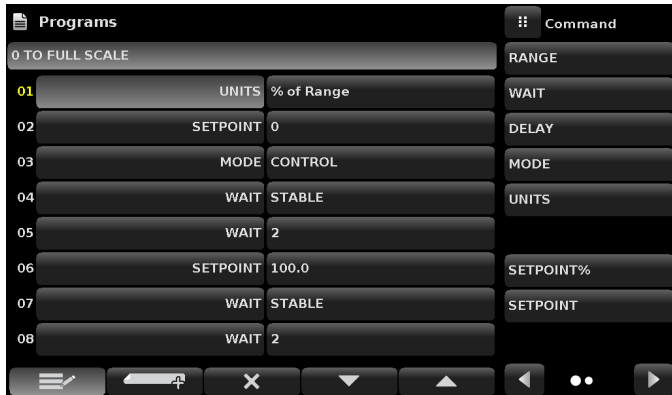 Programs
Command
0 TO FULL SCALE
RANGE
01 UNITS % of Range
WAIT
02 SETPOINT 0
DELAY
03 MODE CONTROL
MODE
04 WAIT STABLE
UNITS
05 WAIT 2
06 SETPOINT 100.0
SETPOINT%
07 WAIT STABLE
SETPOINT
08 WAIT 2